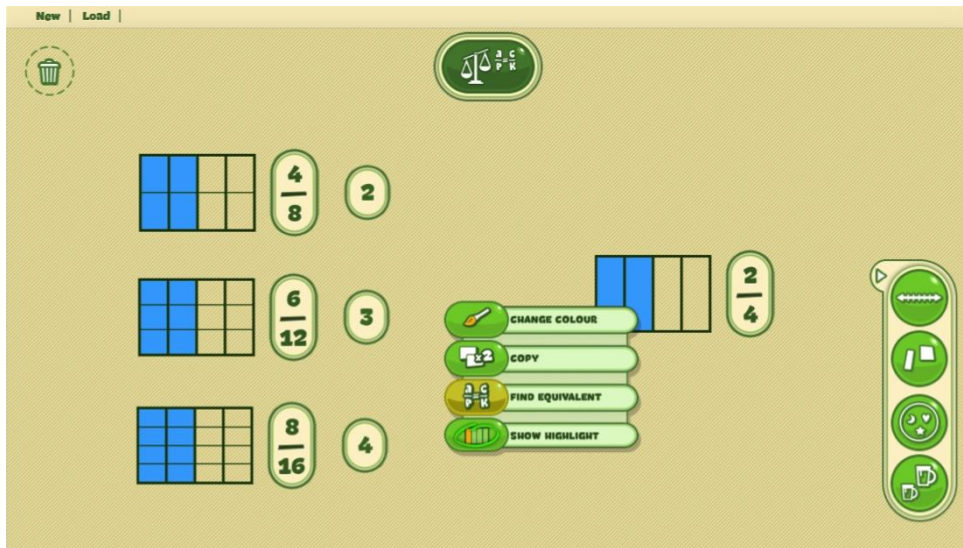 New | Load |
a/P = c/K
4/8 2
2/4
6/12 3
CHANGE COLOUR
x2 COPY
a/P = c/K FIND EQUIVALENT
8/16 4
SHOW HIGHLIGHT